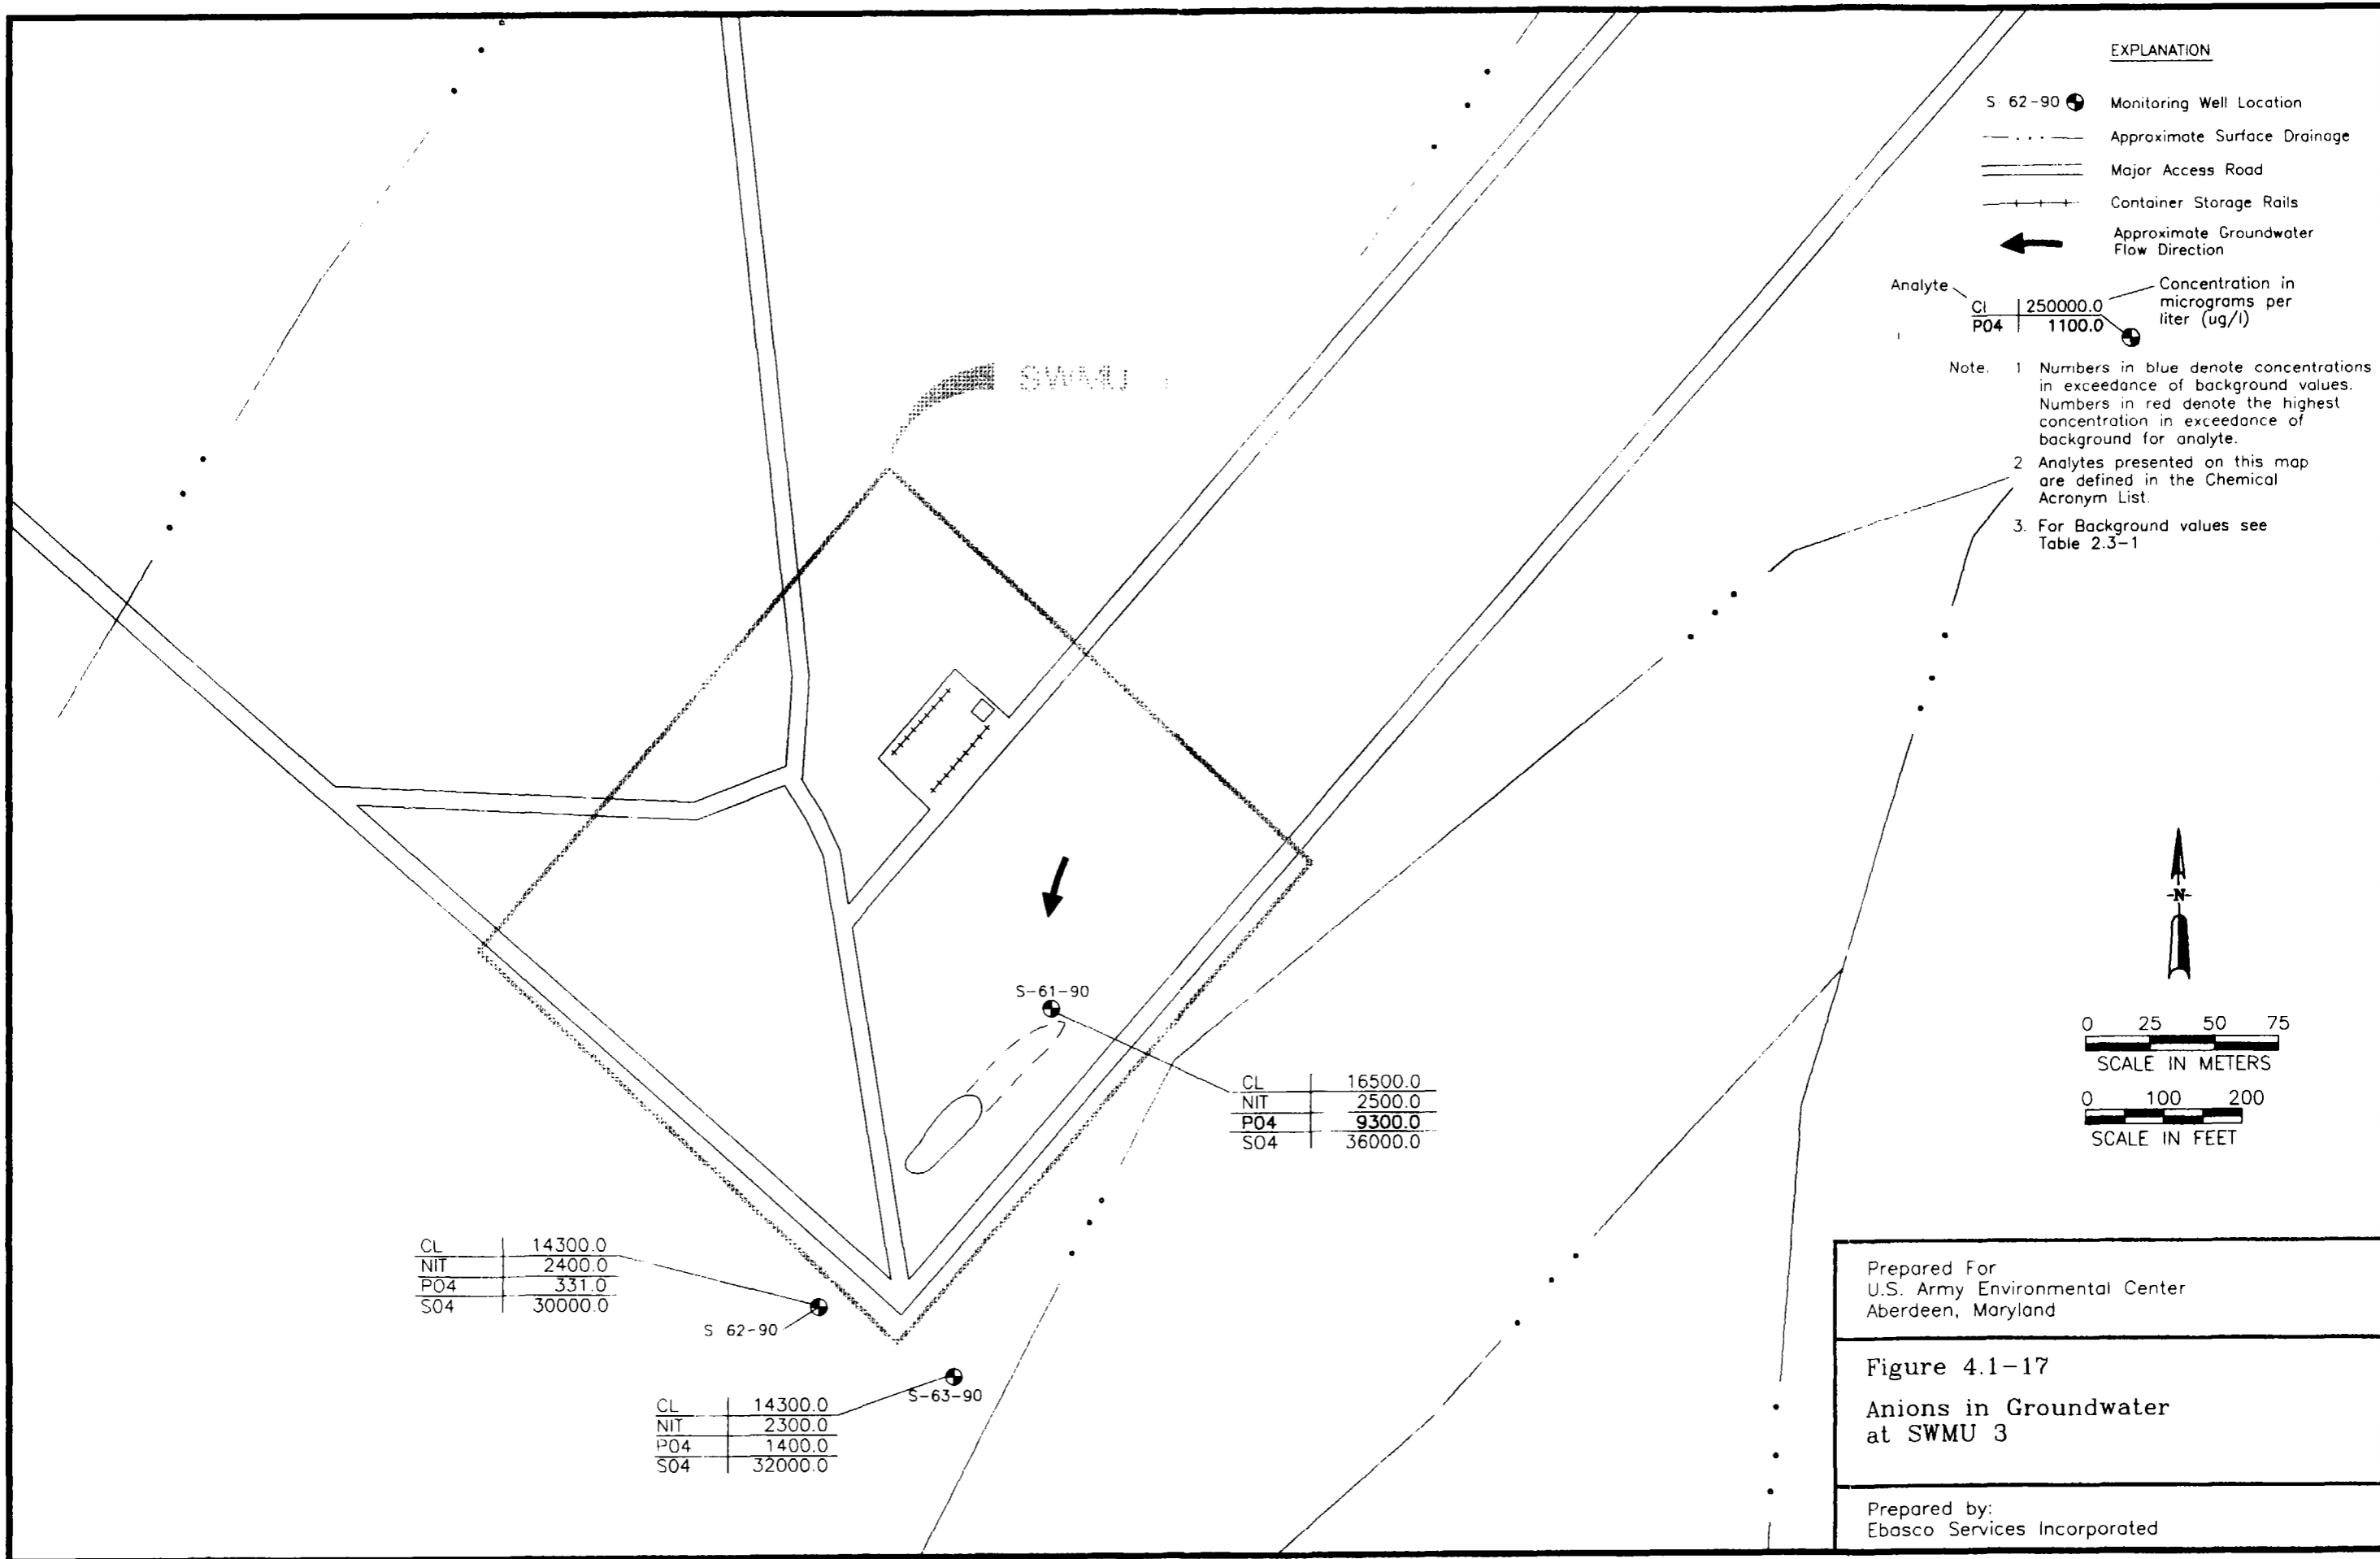 EXPLANATION
S 62-90 Monitoring Well Location
Approximate Surface Drainage
Major Access Road
Container Storage Rails
Approximate Groundwater
Flow Direction
Analyte
Concentration in
micrograms per
liter (ug/l)
Cl 250000.0
PO4 1100.0
Note. 1 Numbers in blue denote concentrations
in exceedance of background values.
Numbers in red denote the highest
concentration in exceedance of
background for analyte.
2 Analytes presented on this map
are defined in the Chemical
Acronym List.
3. For Background values see
Table 2.3-1
SWMU
-N-
0 25 50 75
SCALE IN METERS
0 100 200
SCALE IN FEET
S-61-90
CL 16500.0
NIT 2500.0
PO4 9300.0
SO4 36000.0
CL 14300.0
NIT 2400.0
PO4 331.0
SO4 30000.0
S 62-90
S-63-90
CL 14300.0
NIT 2300.0
PO4 1400.0
SO4 32000.0
Prepared For
U.S. Army Environmental Center
Aberdeen, Maryland
Figure 4.1-17
Anions in Groundwater
at SWMU 3
Prepared by:
Ebasco Services Incorporated